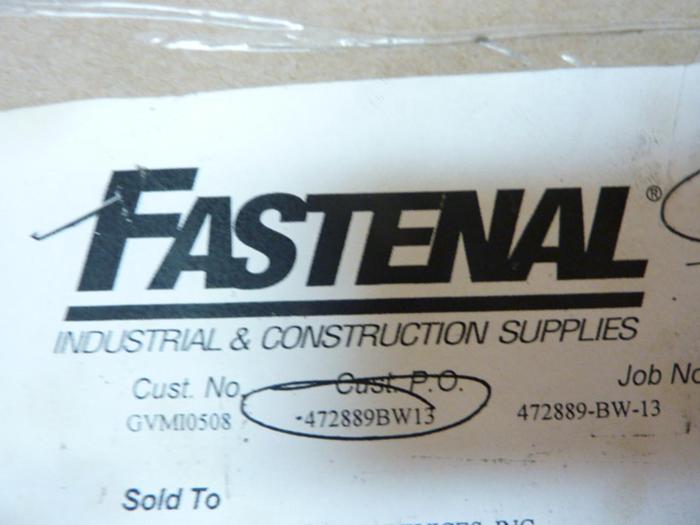 FASTENAL®
INDUSTRIAL & CONSTRUCTION SUPPLIES
Cust. No. Cust. P.O. Job No
GVMI0508 472889BW13 472889-BW-13
Sold To